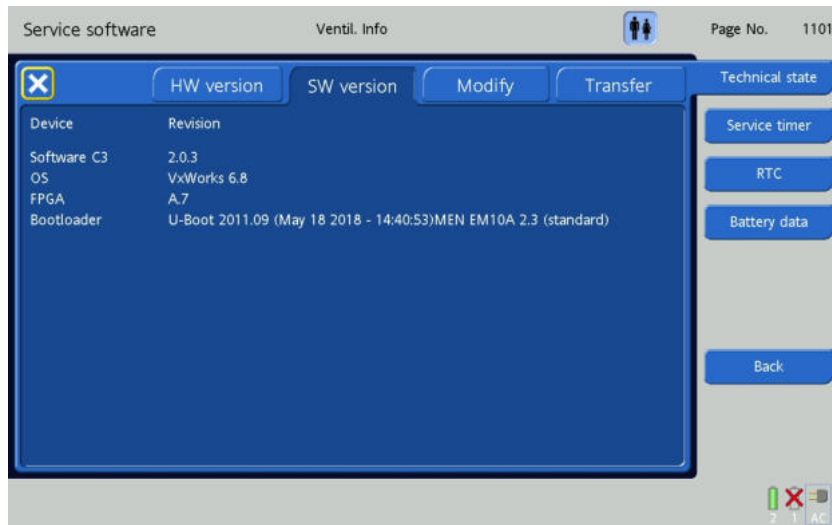 Service software Ventil. Info Page No. 1101
HW version SW version Modify Transfer Technical state
Device Revision
Service timer
Software C3 2.0.3
OS VxWorks 6.8
RTC
FPGA A.7
Bootloader U-Boot 2011.09 (May 18 2018 - 14:40:53)MEN EM10A 2.3 (standard)
Battery data
Back
2 1 AC